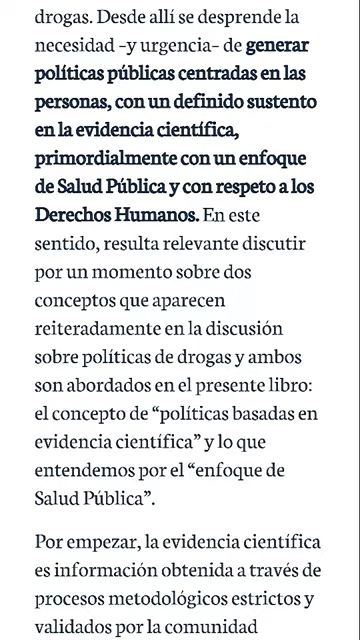 drogas. Desde allí se desprende la
necesidad –y urgencia– de generar
políticas públicas centradas en las
personas, con un definido sustento
en la evidencia científica,
primordialmente con un enfoque
de Salud Pública y con respeto a los
Derechos Humanos. En este
sentido, resulta relevante discutir
por un momento sobre dos
conceptos que aparecen
reiteradamente en la discusión
sobre políticas de drogas y ambos
son abordados en el presente libro:
el concepto de “políticas basadas en
evidencia científica” y lo que
entendemos por el “enfoque de
Salud Pública”.
Por empezar, la evidencia científica
es información obtenida a través de
procesos metodológicos estrictos y
validados por la comunidad